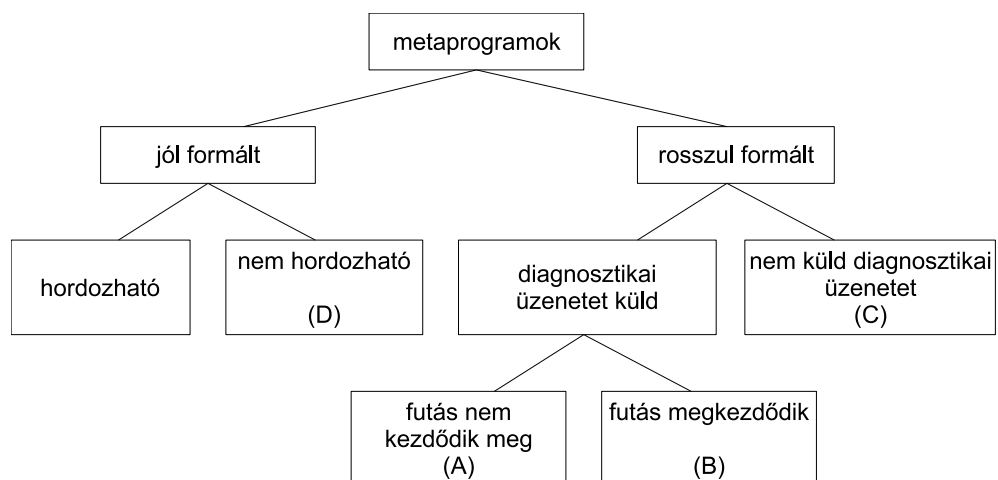 metaprogramok
jól formált
rosszul formált
hordozható
nem hordozható
(D)
diagnosztikai
üzenetet küld
nem küld diagnosztikai
üzenetet
(C)
futás nem
kezdődik meg
(A)
futás megkezdődik
(B)